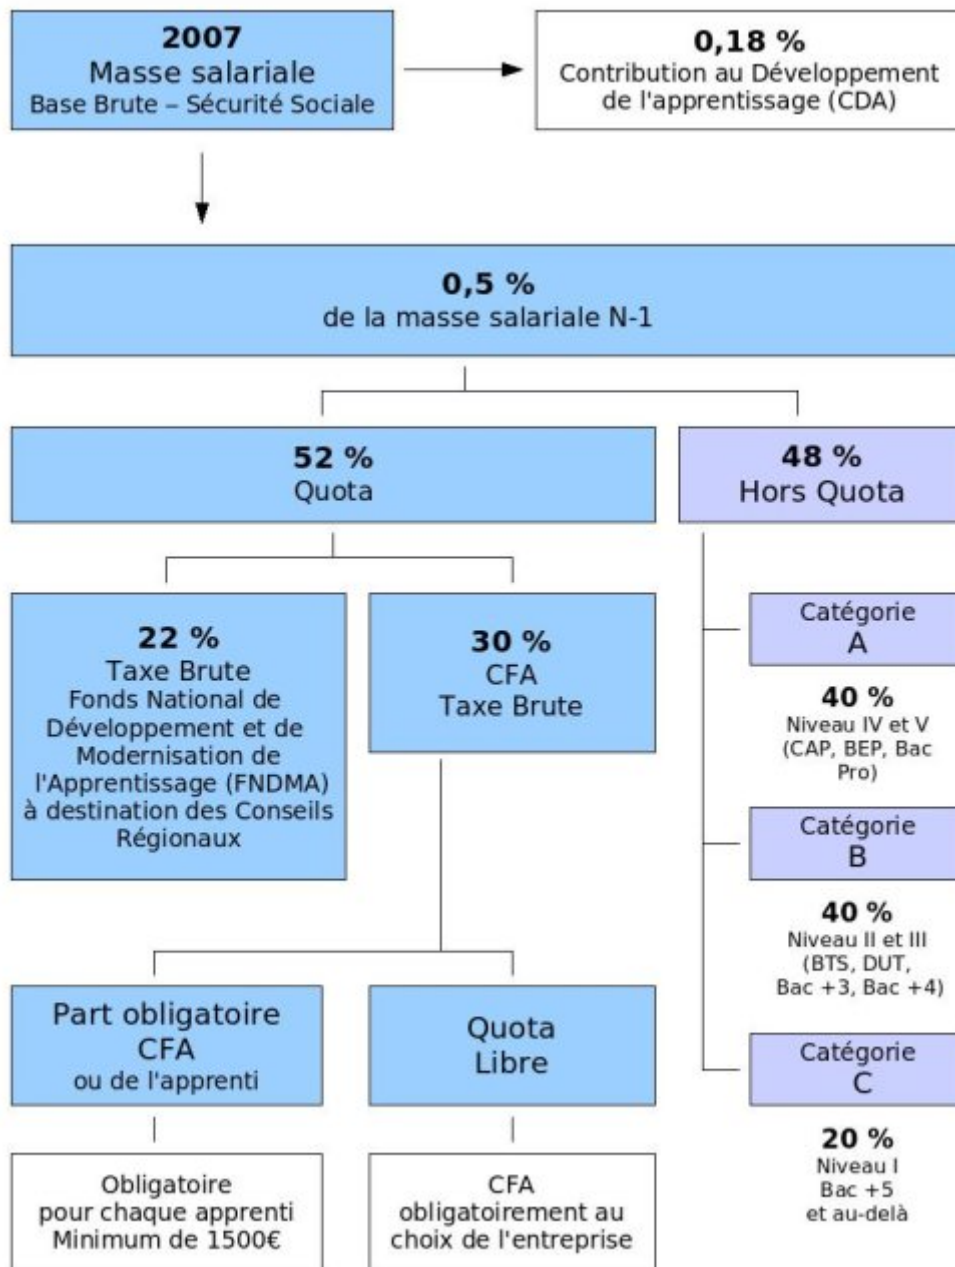 2007
Masse salariale
Base Brute – Sécurité Sociale
0,18 %
Contribution au Développement
de l'apprentissage (CDA)
0,5 %
de la masse salariale N-1
52 %
Quota
48 %
Hors Quota
22 %
Taxe Brute
Fonds National de
Développement et de
Modernisation de
l'Apprentissage (FNDMA)
à destination des Conseils
Régionaux
30 %
CFA
Taxe Brute
Catégorie
A
40 %
Niveau IV et V
(CAP, BEP, Bac
Pro)
Catégorie
B
40 %
Niveau II et III
(BTS, DUT,
Bac +3, Bac +4)
Part obligatoire
CFA
ou de l'apprenti
Quota
Libre
Catégorie
C
20 %
Niveau I
Bac +5
et au-delà
Obligatoire
pour chaque apprenti
Minimum de 1500€
CFA
obligatoirement au
choix de l'entreprise